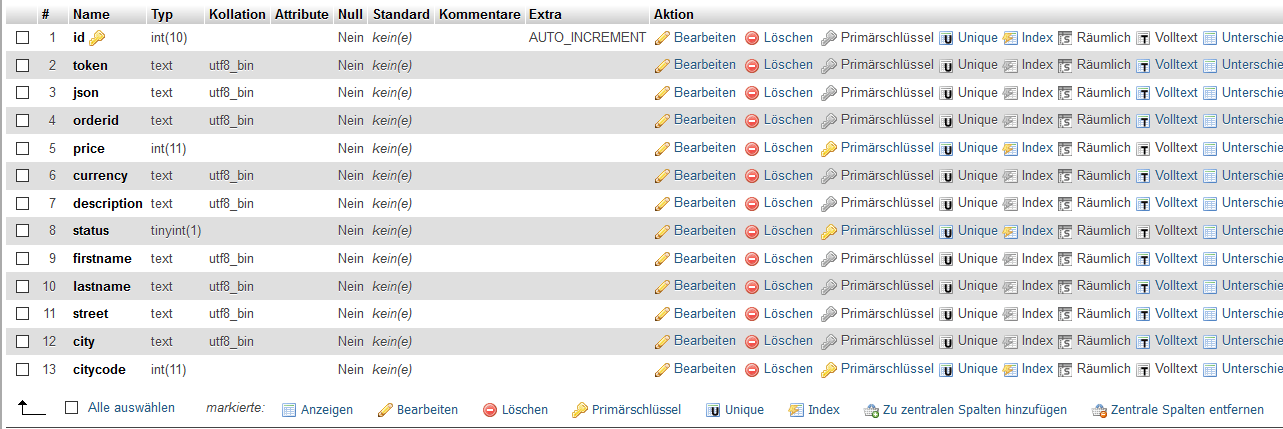 # Name Typ Kollation Attribute Null Standard Kommentare Extra Aktion
1 id int(10) Nein kein(e) AUTO_INCREMENT Bearbeiten Löschen Primärschlüssel Unique Index Räumlich Volltext Unterschie
2 token text utf8_bin Nein kein(e) Bearbeiten Löschen Primärschlüssel Unique Index Räumlich Volltext Unterschie
3 json text utf8_bin Nein kein(e) Bearbeiten Löschen Primärschlüssel Unique Index Räumlich Volltext Unterschie
4 orderid text utf8_bin Nein kein(e) Bearbeiten Löschen Primärschlüssel Unique Index Räumlich Volltext Unterschie
5 price int(11) Nein kein(e) Bearbeiten Löschen Primärschlüssel Unique Index Räumlich Volltext Unterschie
6 currency text utf8_bin Nein kein(e) Bearbeiten Löschen Primärschlüssel Unique Index Räumlich Volltext Unterschie
7 description text utf8_bin Nein kein(e) Bearbeiten Löschen Primärschlüssel Unique Index Räumlich Volltext Unterschie
8 status tinyint(1) Nein kein(e) Bearbeiten Löschen Primärschlüssel Unique Index Räumlich Volltext Unterschie
9 firstname text utf8_bin Nein kein(e) Bearbeiten Löschen Primärschlüssel Unique Index Räumlich Volltext Unterschie
10 lastname text utf8_bin Nein kein(e) Bearbeiten Löschen Primärschlüssel Unique Index Räumlich Volltext Unterschie
11 street text utf8_bin Nein kein(e) Bearbeiten Löschen Primärschlüssel Unique Index Räumlich Volltext Unterschie
12 city text utf8_bin Nein kein(e) Bearbeiten Löschen Primärschlüssel Unique Index Räumlich Volltext Unterschie
13 citycode int(11) Nein kein(e) Bearbeiten Löschen Primärschlüssel Unique Index Räumlich Volltext Unterschie
Alle auswählen markierte: Anzeigen Bearbeiten Löschen Primärschlüssel Unique Index Zu zentralen Spalten hinzufügen Zentrale Spalten entfernen